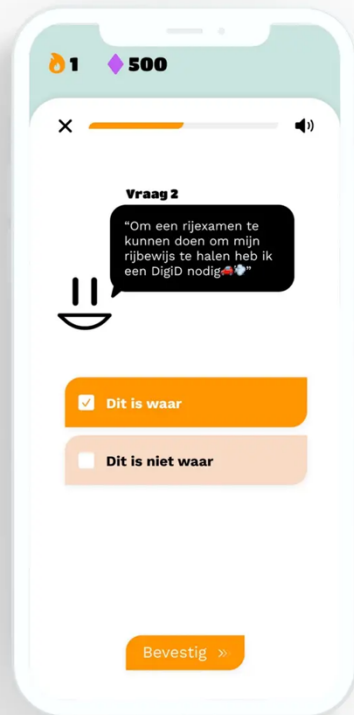 1 500
Vraag 2
“Om een rijexamen te
kunnen doen om mijn
rijbewijs te halen heb ik
een DigiD nodig🚗💨”
Dit is waar
Dit is niet waar
Bevestig »